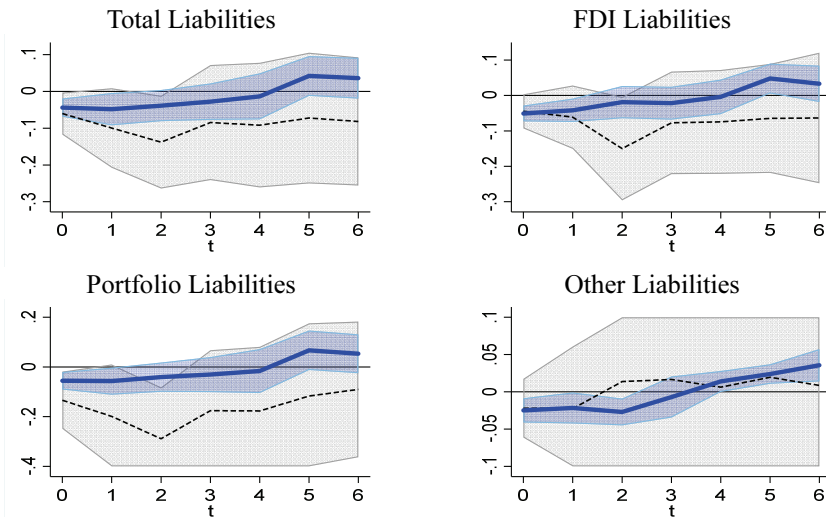 Total Liabilities
FDI Liabilities
.1
0
-.1
-.2
-.3
0 1 2 3 4 5 6
t
.1
0
-.1
-.2
-.3
0 1 2 3 4 5 6
t
Portfolio Liabilities
Other Liabilities
.2
0
-.2
-.4
0 1 2 3 4 5 6
t
.1
.05
0
-.05
-.1
0 1 2 3 4 5 6
t